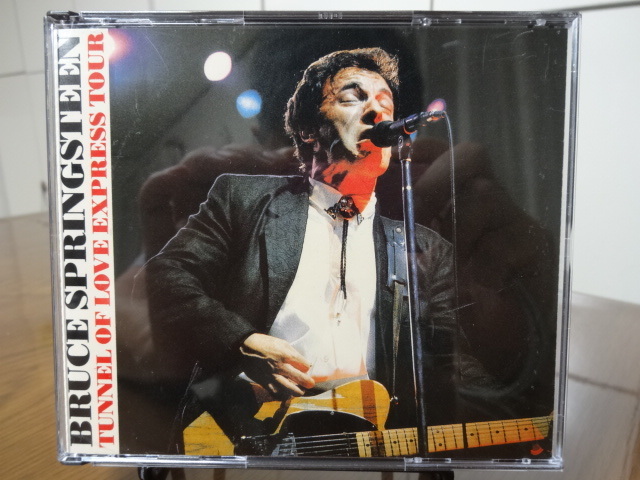 BRUCE SPRINGSTEEN
TUNNEL OF LOVE EXPRESS TOUR